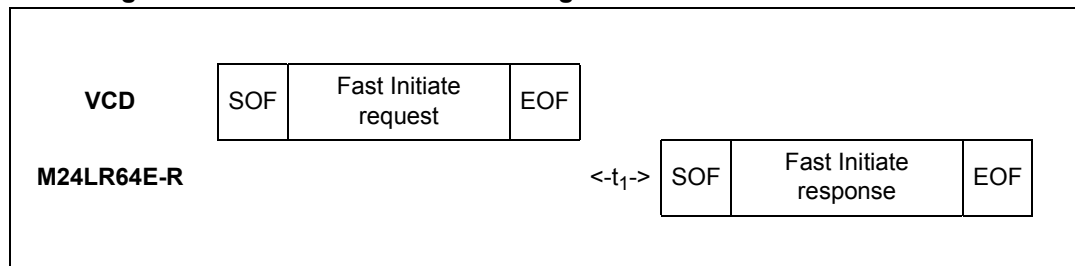 VCD
SOF
Fast Initiate
request
EOF
M24LR64E-R
<-t1->
SOF
Fast Initiate
response
EOF